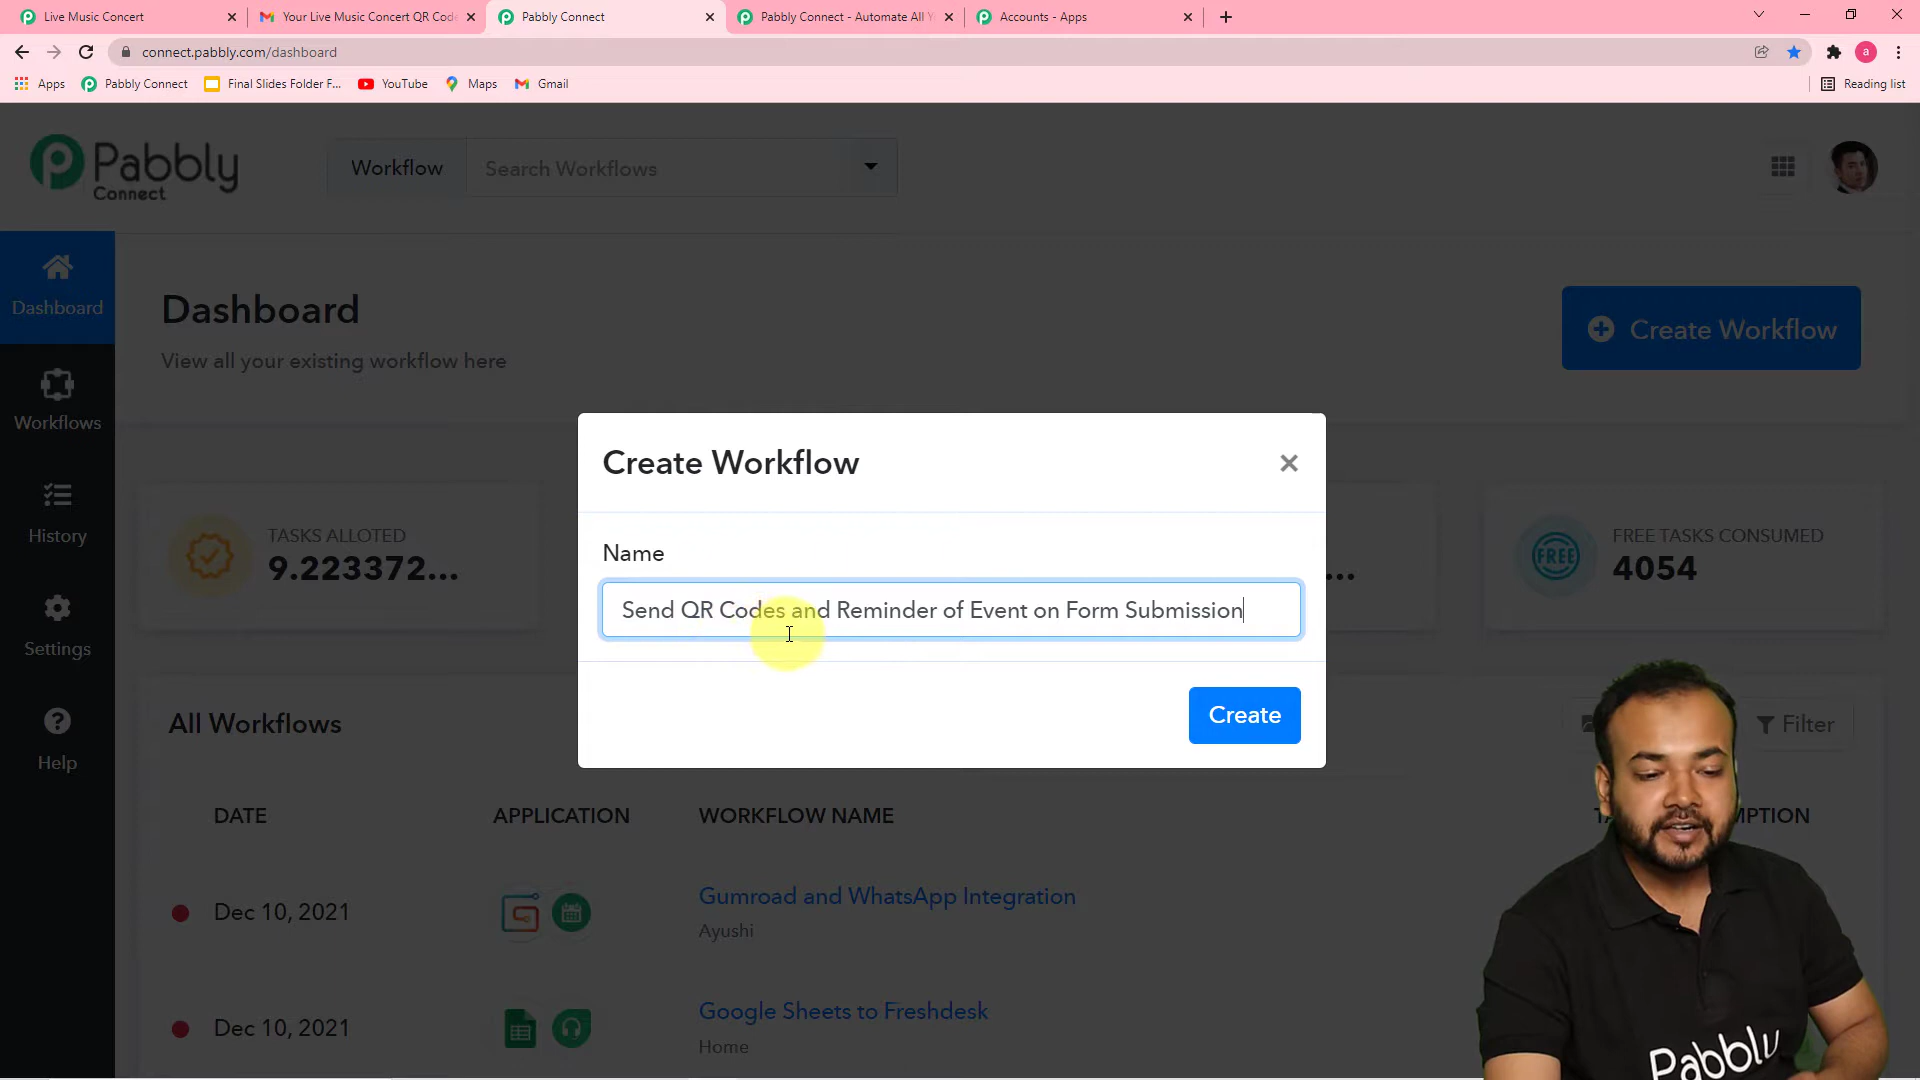 Live Music Concert
Your Live Music Concert QR Code
Pabbly Connect
Pabbly Connect - Automate All Y
Accounts - Apps
connect.pabbly.com/dashboard
a
Apps
Pabbly Connect
Final Slides Folder F...
YouTube
Maps
Gmail
Reading list
Pabbly
Connect
Workflow
Search Workflows
Dashboard
Workflows
History
Settings
Help
Dashboard
View all your existing workflow here
Create Workflow
TASKS ALLOTED
9.223372...
...
FREE
FREE TASKS CONSUMED
4054
Create Workflow
Name
Send QR Codes and Reminder of Event on Form Submission
Create
All Workflows
Filter
DATE
APPLICATION
WORKFLOW NAME
Dec 10, 2021
Gumroad and WhatsApp Integration
Ayushi
Dec 10, 2021
Google Sheets to Freshdesk
Home
Pabbly